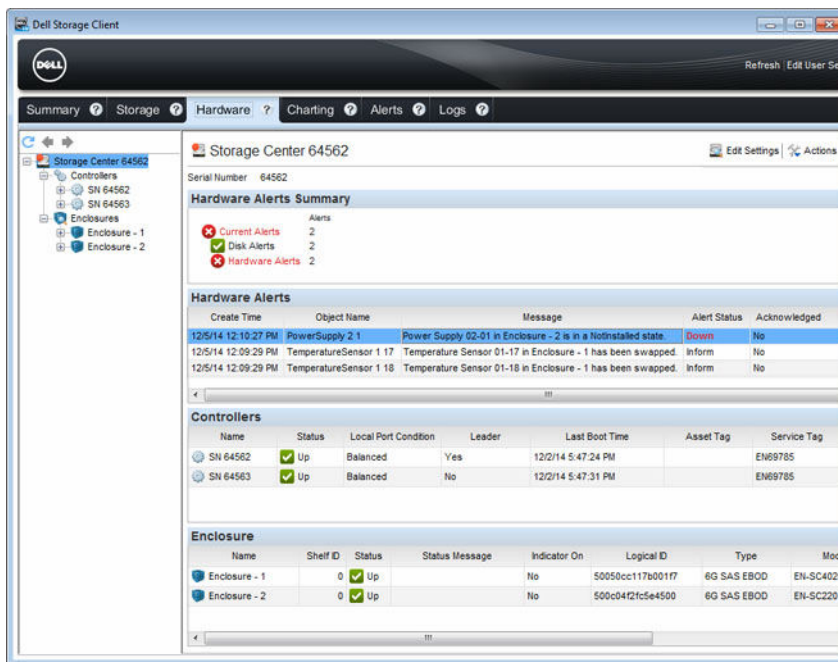 Dell Storage Client
DELL
Refresh Edit User Se
Summary ? Storage ? Hardware ? Charting ? Alerts ? Logs ?
Storage Center 64562
Controllers
SN 64562
SN 64563
Enclosures
Enclosure - 1
Enclosure - 2
Storage Center 64562
Edit Settings Actions
Serial Number 64562
Hardware Alerts Summary
Alerts
Current Alerts 2
Disk Alerts 2
Hardware Alerts 2
Hardware Alerts
Create Time Object Name Message Alert Status Acknowledged
12/5/14 12:10:27 PM PowerSupply 2 1 Power Supply 02-01 in Enclosure - 2 is in a NotInstalled state. Down No
12/5/14 12:09:29 PM TemperatureSensor 1 17 Temperature Sensor 01-17 in Enclosure - 1 has been swapped. Inform No
12/5/14 12:09:29 PM TemperatureSensor 1 18 Temperature Sensor 01-18 in Enclosure - 1 has been swapped. Inform No
Controllers
Name Status Local Port Condition Leader Last Boot Time Asset Tag Service Tag
SN 64562 Up Balanced Yes 12/2/14 5:47:24 PM EN69785
SN 64563 Up Balanced No 12/2/14 5:47:31 PM EN69785
Enclosure
Name Shelf ID Status Status Message Indicator On Logical ID Type Moc
Enclosure - 1 0 Up No 50050cc117b001f7 6G SAS EBOD EN-SC402
Enclosure - 2 0 Up No 500c04f2fc5e4500 6G SAS EBOD EN-SC220